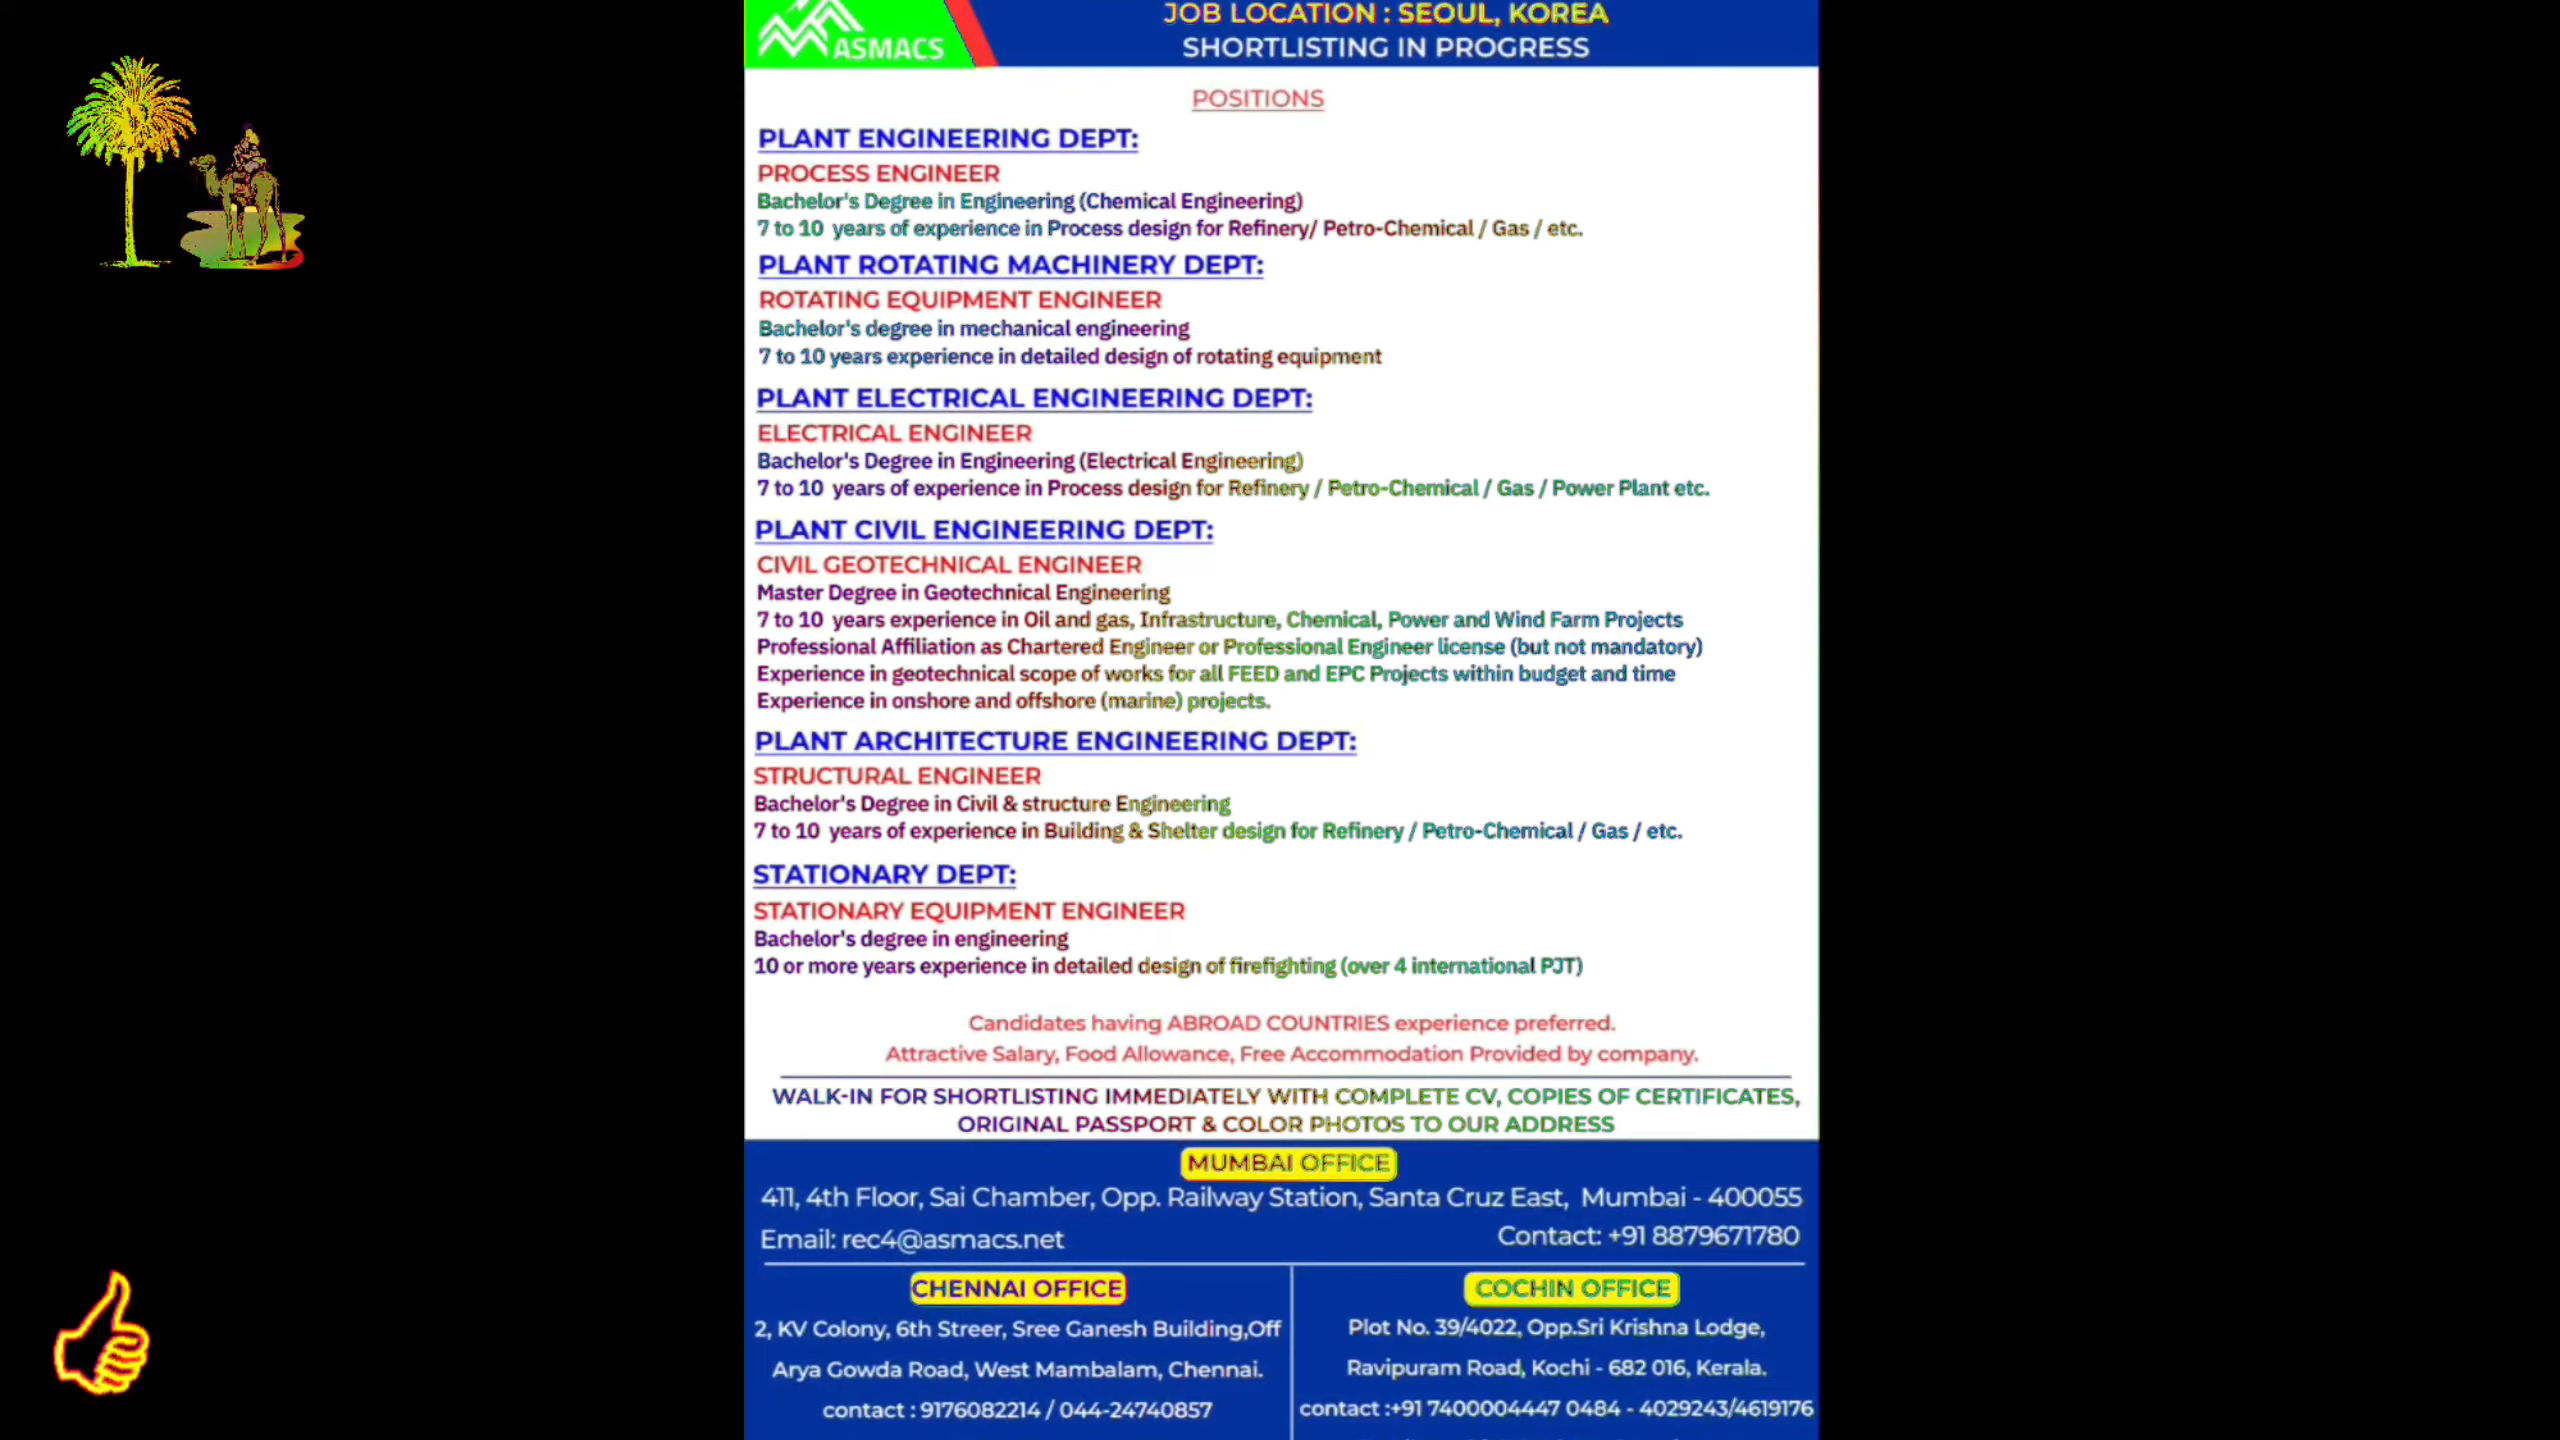 ASMACS
JOB LOCATION : SEOUL, KOREA
SHORTLISTING IN PROGRESS
POSITIONS
PLANT ENGINEERING DEPT:
PROCESS ENGINEER
Bachelor's Degree in Engineering (Chemical Engineering)
7 to 10 years of experience in Process design for Refinery/ Petro-Chemical / Gas / etc.
PLANT ROTATING MACHINERY DEPT:
ROTATING EQUIPMENT ENGINEER
Bachelor's degree in mechanical engineering
7 to 10 years experience in detailed design of rotating equipment
PLANT ELECTRICAL ENGINEERING DEPT:
ELECTRICAL ENGINEER
Bachelor's Degree in Engineering (Electrical Engineering)
7 to 10 years of experience in Process design for Refinery / Petro-Chemical / Gas / Power Plant etc.
PLANT CIVIL ENGINEERING DEPT:
CIVIL GEOTECHNICAL ENGINEER
Master Degree in Geotechnical Engineering
7 to 10 years experience in Oil and gas, Infrastructure, Chemical, Power and Wind Farm Projects
Professional Affiliation as Chartered Engineer or Professional Engineer license (but not mandatory)
Experience in geotechnical scope of works for all FEED and EPC Projects within budget and time
Experience in onshore and offshore (marine) projects.
PLANT ARCHITECTURE ENGINEERING DEPT:
STRUCTURAL ENGINEER
Bachelor's Degree in Civil & structure Engineering
7 to 10 years of experience in Building & Shelter design for Refinery / Petro-Chemical / Gas / etc.
STATIONARY DEPT:
STATIONARY EQUIPMENT ENGINEER
Bachelor's degree in engineering
10 or more years experience in detailed design of firefighting (over 4 international PJT)
Candidates having ABROAD COUNTRIES experience preferred.
Attractive Salary, Food Allowance, Free Accommodation Provided by company.
WALK-IN FOR SHORTLISTING IMMEDIATELY WITH COMPLETE CV, COPIES OF CERTIFICATES,
ORIGINAL PASSPORT & COLOR PHOTOS TO OUR ADDRESS
MUMBAI OFFICE
411, 4th Floor, Sai Chamber, Opp. Railway Station, Santa Cruz East, Mumbai - 400055
Email: rec4@asmacs.net
Contact: +91 8879671780
CHENNAI OFFICE
2, KV Colony, 6th Streer, Sree Ganesh Building,Off
Arya Gowda Road, West Mambalam, Chennai.
contact : 9176082214 / 044-24740857
COCHIN OFFICE
Plot No. 39/4022, Opp.Sri Krishna Lodge,
Ravipuram Road, Kochi - 682 016, Kerala.
contact :+91 7400004447 0484 - 4029243/4619176